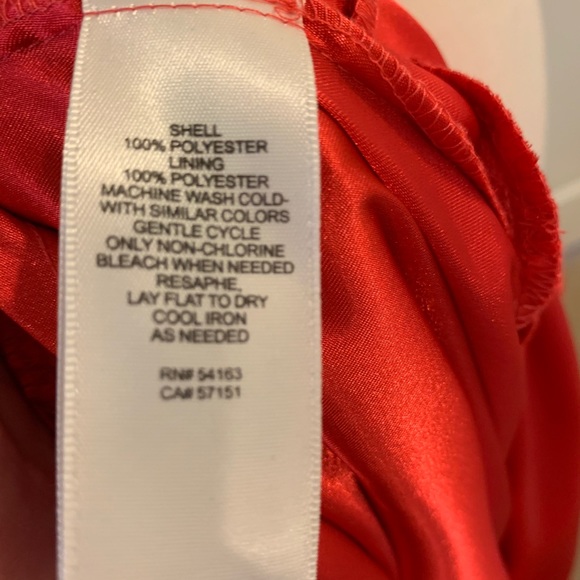 SHELL
100% POLYESTER
LINING
100% POLYESTER
MACHINE WASH COLD-
WITH SIMILAR COLORS
GENTLE CYCLE
ONLY NON-CHLORINE
BLEACH WHEN NEEDED
RESAPHE,
LAY FLAT TO DRY
COOL IRON
AS NEEDED
RN# 54163
CA# 57151